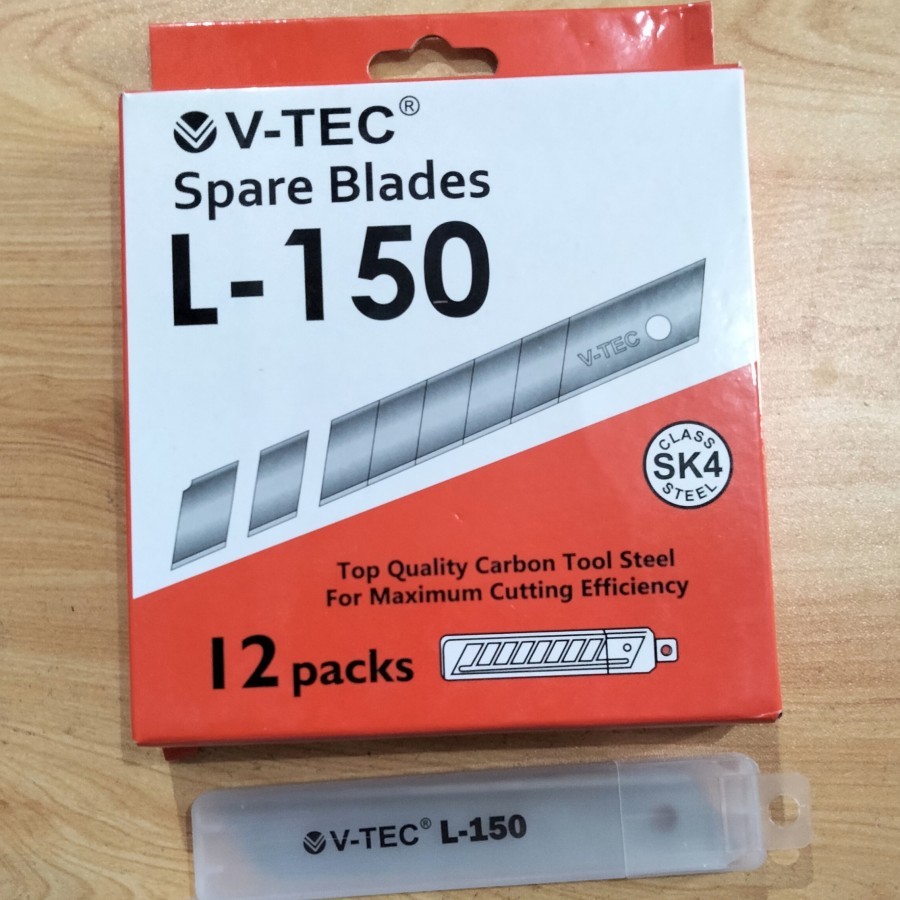 V-TEC®
Spare Blades
L-150
V-TEC
CLASS
SK4
STEEL
Top Quality Carbon Tool Steel
For Maximum Cutting Efficiency
12 packs
V-TEC® L-150